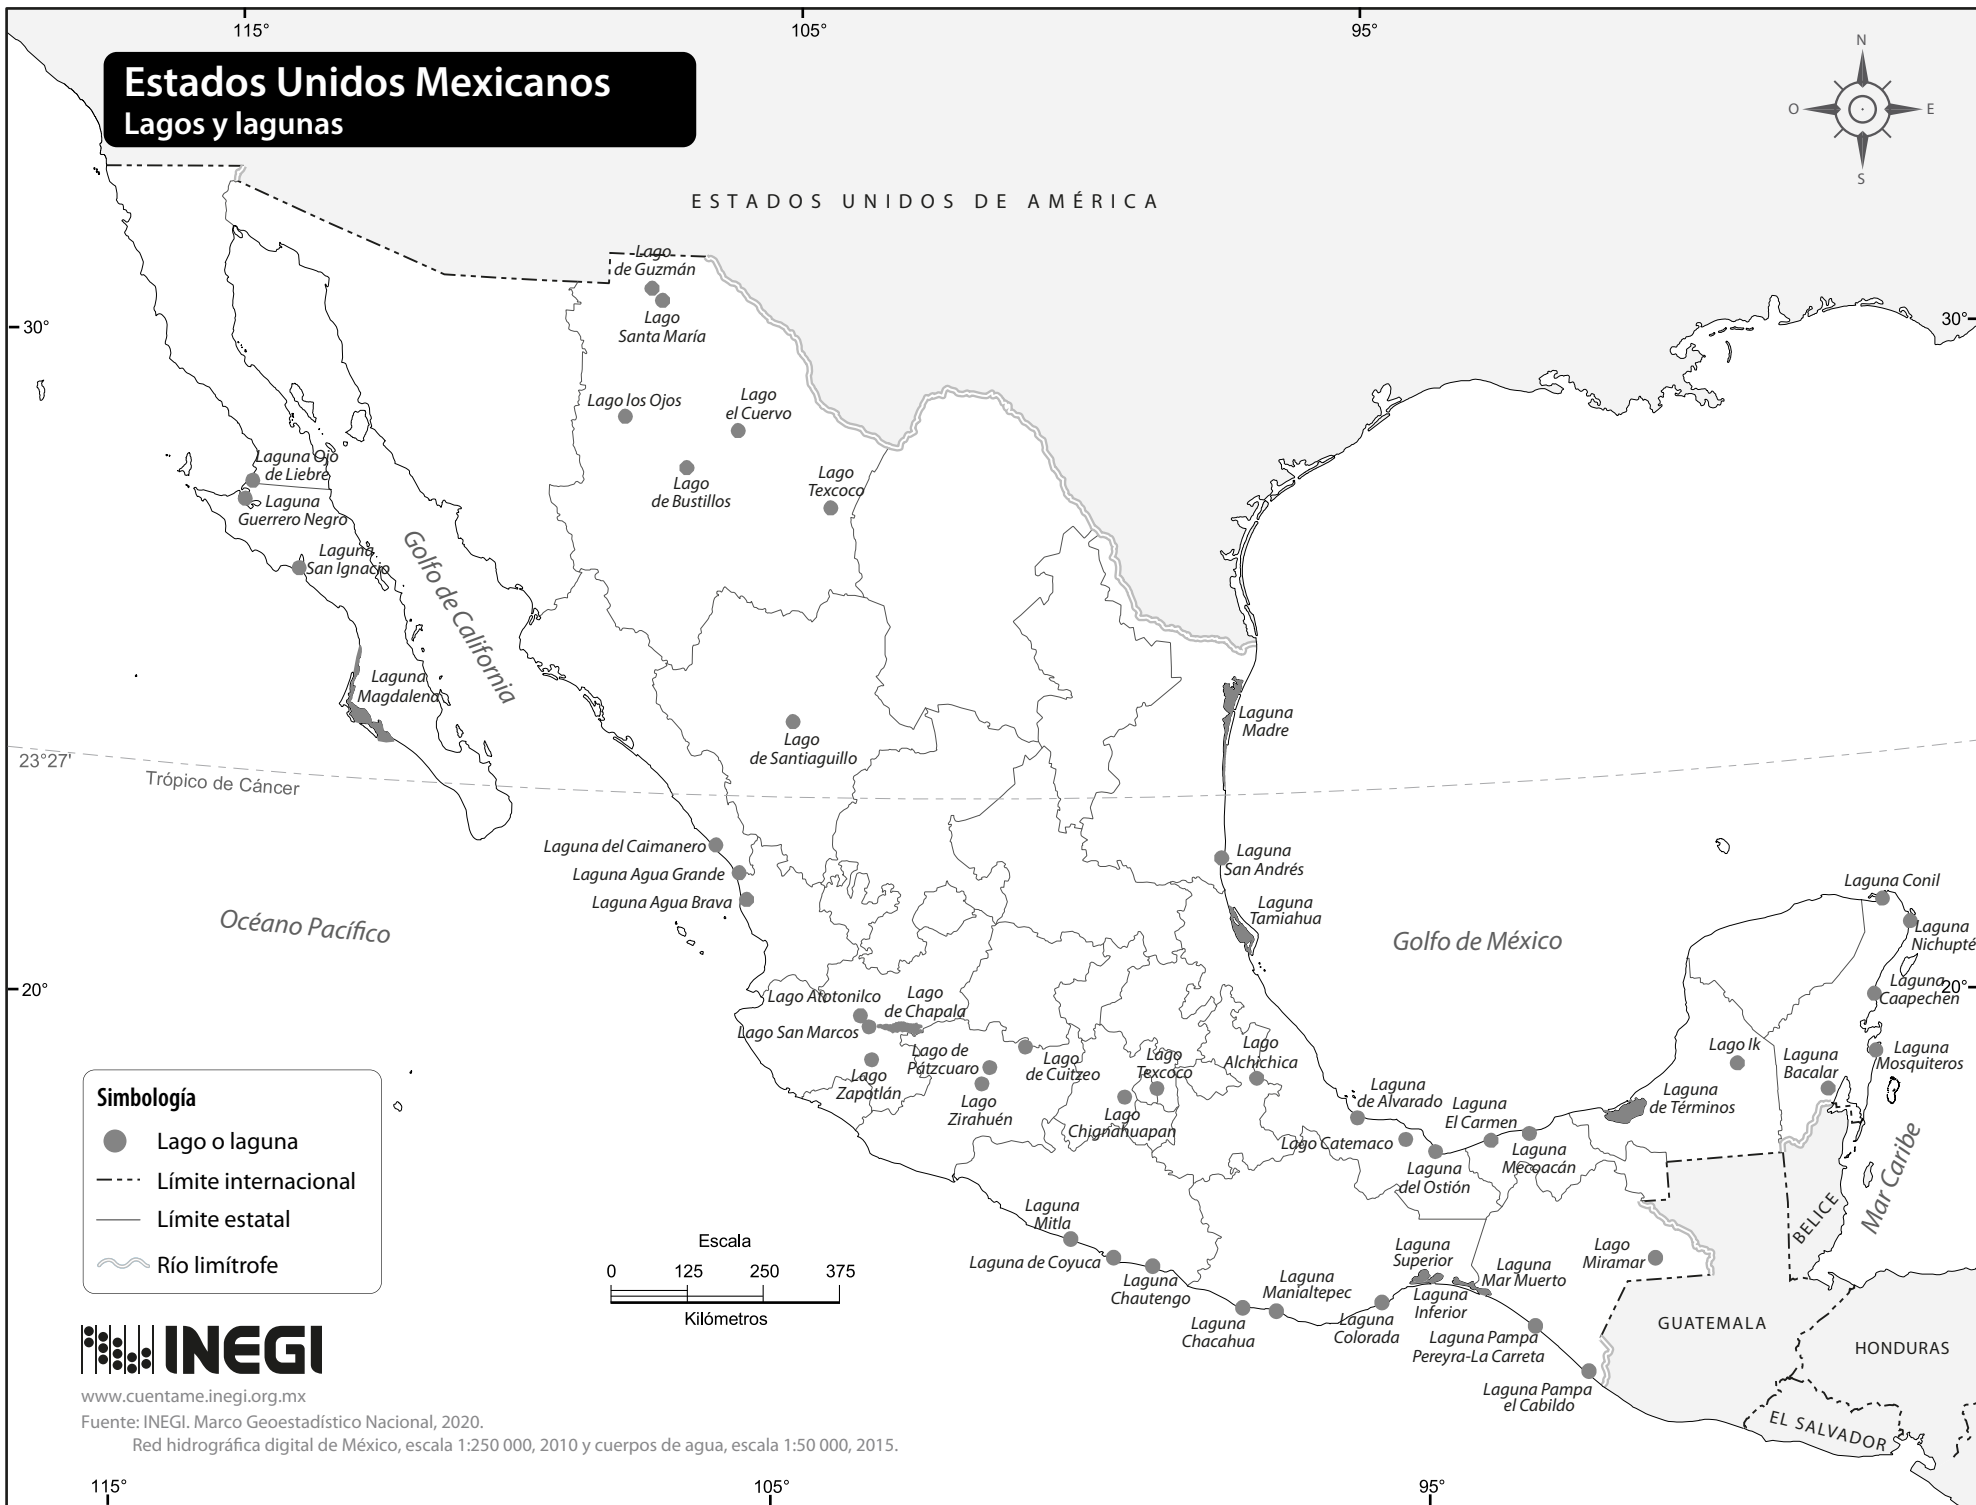 115°
105°
95°
Estados Unidos Mexicanos
Lagos y lagunas
N
O
E
S
ESTADOS UNIDOS DE AMÉRICA
30°
30°
Lago
de Guzmán
Lago
Santa María
Lago los Ojos
Lago
el Cuervo
Lago
de Bustillos
Lago
Texcoco
Laguna Ojo
de Liebre
Laguna
Guerrero Negro
Laguna
San Ignacio
Golfo de California
Laguna
Magdalena
Laguna
Madre
Lago
de Santiaguillo
23°27'
Trópico de Cáncer
Laguna del Caimanero
Laguna Agua Grande
Laguna Agua Brava
Laguna
San Andrés
Laguna
Tamiahua
Océano Pacífico
Golfo de México
Laguna Conil
Laguna
Nichupté
Laguna
Caapechén
20°
20°
Lago Atotonilco
Lago
de Chapala
Lago San Marcos
Lago de
Pátzcuaro
Lago
de Cuitzeo
Lago
Texcoco
Lago
Alchichica
Lago
Zapotlán
Lago
Zirahuén
Lago
Chignahuapan
Laguna
de Alvarado
Laguna
El Carmen
Lago Catemaco
Laguna
del Ostión
Laguna
Mecoacán
Laguna
de Términos
Lago Ik
Laguna
Bacalar
Laguna
Mosquiteros
Mar Caribe
BELICE
Simbología
Lago o laguna
Límite internacional
Límite estatal
Río limítrofe
Escala
0 125 250 375
Kilómetros
Laguna
Mitla
Laguna de Coyuca
Laguna
Chautengo
Laguna
Chacahua
Laguna
Manialtepec
Laguna
Colorada
Laguna
Superior
Laguna
Inferior
Laguna
Mar Muerto
Lago
Miramar
Laguna Pampa
Pereyra-La Carreta
Laguna Pampa
el Cabildo
GUATEMALA
HONDURAS
EL SALVADOR
INEGI
www.cuentame.inegi.org.mx
Fuente: INEGI. Marco Geoestadístico Nacional, 2020.
Red hidrográfica digital de México, escala 1:250 000, 2010 y cuerpos de agua, escala 1:50 000, 2015.
115°
105°
95°